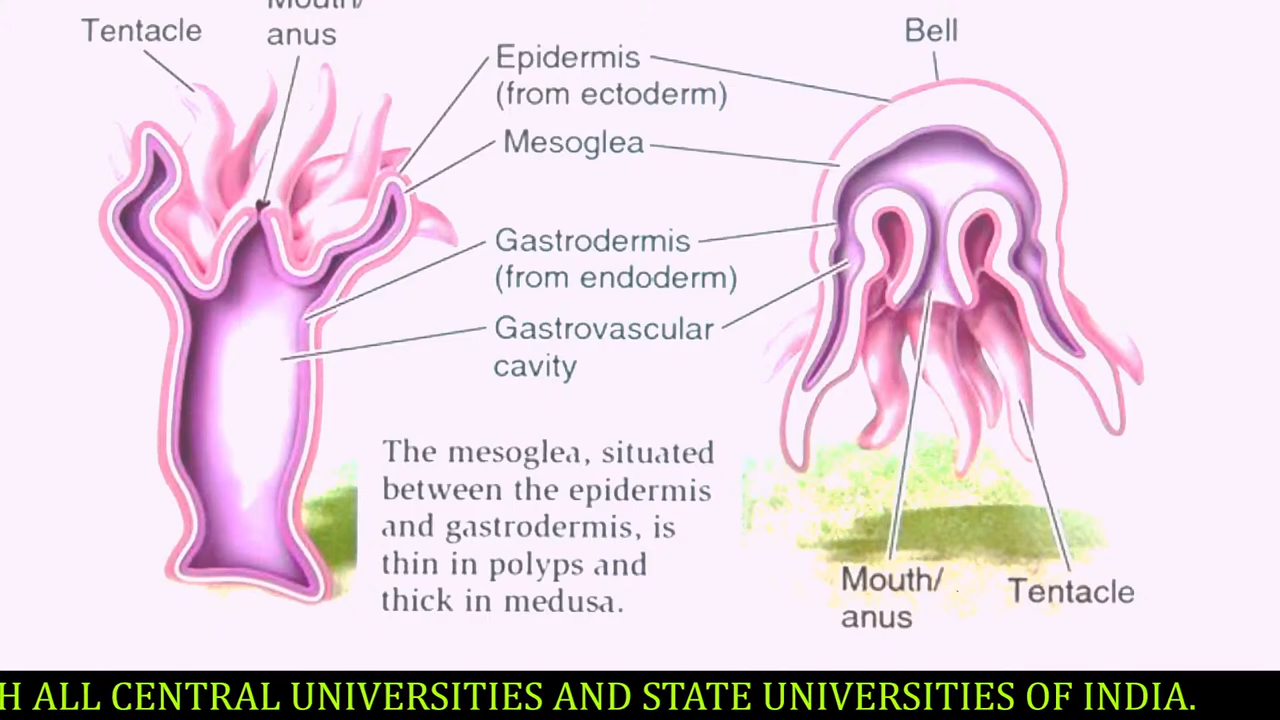 Tentacle
Mouth/
anus
Epidermis
(from ectoderm)
Mesoglea
Gastrodermis
(from endoderm)
Gastrovascular
cavity
Bell
The mesoglea, situated
between the epidermis
and gastrodermis, is
thin in polyps and
thick in medusa.
Mouth/
anus
Tentacle
H ALL CENTRAL UNIVERSITIES AND STATE UNIVERSITIES OF INDIA.